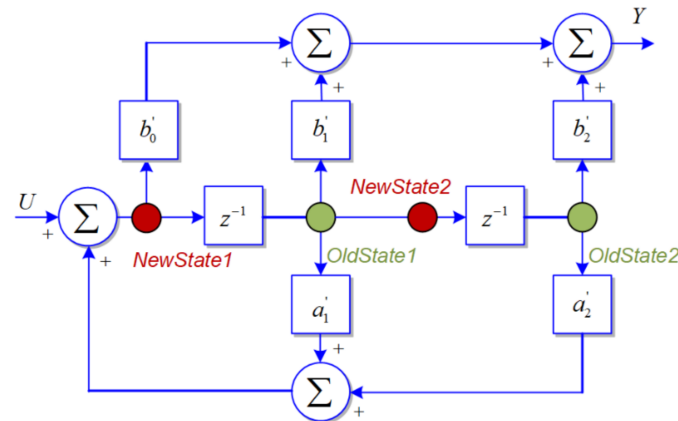 Σ Σ Y
+ +
+ +
b'₀ b'₁ b'₂
NewState2
U Σ z⁻¹ z⁻¹
+
+ NewState1 OldState1 OldState2
a'₁ a'₂
+
Σ
+